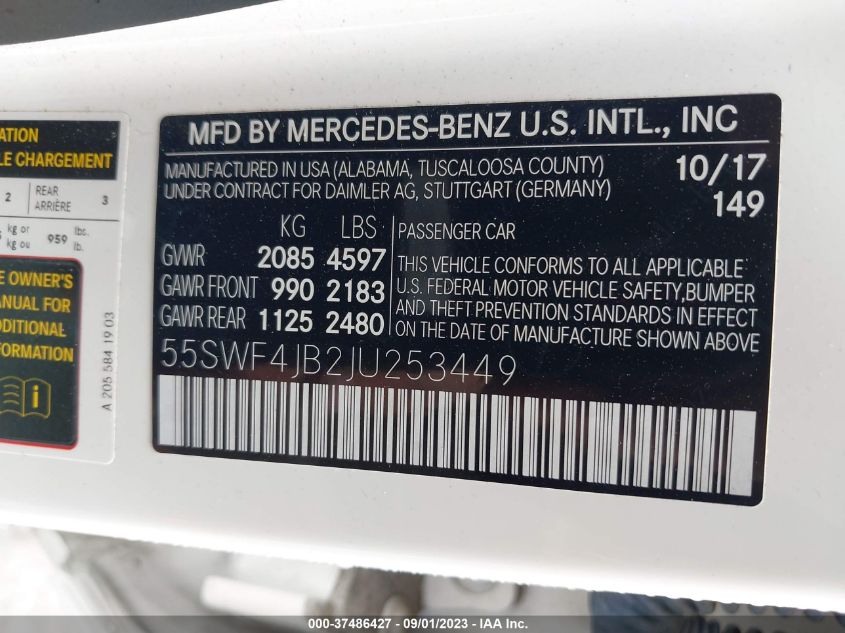 ATION
LE CHARGEMENT
2 REAR ARRIÈRE 3
kg or kg ou 959 lbs. lb.
E OWNER'S
ANUAL FOR
DDITIONAL
FORMATION
A 205 584 19 03
MFD BY MERCEDES-BENZ U.S. INTL., INC
MANUFACTURED IN USA (ALABAMA, TUSCALOOSA COUNTY)
UNDER CONTRACT FOR DAIMLER AG, STUTTGART (GERMANY)
10/17
149
KG LBS
GVWR 2085 4597
GAWR FRONT 990 2183
GAWR REAR 1125 2480
PASSENGER CAR
THIS VEHICLE CONFORMS TO ALL APPLICABLE
U.S. FEDERAL MOTOR VEHICLE SAFETY,BUMPER
AND THEFT PREVENTION STANDARDS IN EFFECT
ON THE DATE OF MANUFACTURE SHOWN ABOVE
55SWF4JB2JU253449
000-37486427 - 09/01/2023 - IAA Inc.